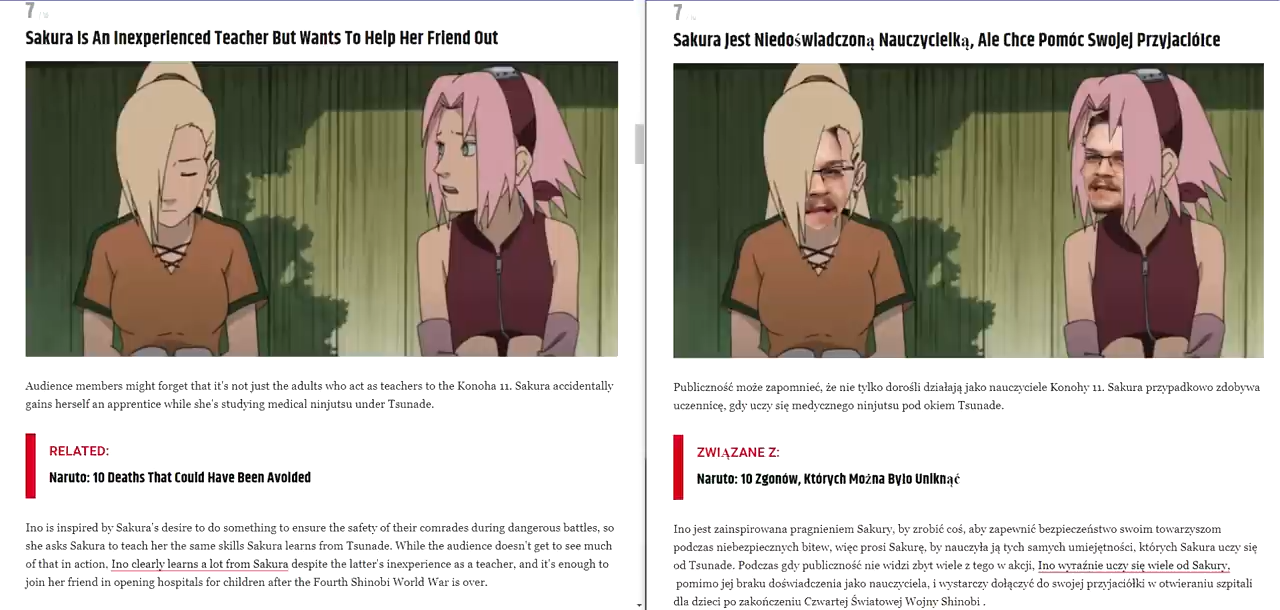 7
Sakura Is An Inexperienced Teacher But Wants To Help Her Friend Out
Audience members might forget that it's not just the adults who act as teachers to the Konoha 11. Sakura accidentally
gains herself an apprentice while she's studying medical ninjutsu under Tsunade.
RELATED:
Naruto: 10 Deaths That Could Have Been Avoided
Ino is inspired by Sakura's desire to do something to ensure the safety of their comrades during dangerous battles, so
she asks Sakura to teach her the same skills Sakura learns from Tsunade. While the audience doesn't get to see much
of that in action, Ino clearly learns a lot from Sakura despite the latter's inexperience as a teacher, and it's enough to
join her friend in opening hospitals for children after the Fourth Shinobi World War is over.
7
Sakura Jest Niedoświadczoną Nauczycielką, Ale Chce Pomóc Swojej Przyjaciółce
Publiczność może zapomnieć, że nie tylko dorośli działają jako nauczyciele Konohy 11. Sakura przypadkowo zdobywa
uczennicę, gdy uczy się medycznego ninjutsu pod okiem Tsunade.
ZWIĄZANE Z:
Naruto: 10 Zgonów, Których Można Było Uniknąć
Ino jest zainspirowana pragnieniem Sakury, by zrobić coś, aby zapewnić bezpieczeństwo swoim towarzyszom
podczas niebezpiecznych bitew, więc prosi Sakurę, by nauczyła ją tych samych umiejętności, których Sakura uczy się
od Tsunade. Podczas gdy publiczność nie widzi zbyt wiele z tego w akcji, Ino wyraźnie uczy się wiele od Sakury,
pomimo jej braku doświadczenia jako nauczyciela, i wystarczy dołączyć do swojej przyjaciółki w otwieraniu szpitali
dla dzieci po zakończeniu Czwartej Światowej Wojny Shinobi .